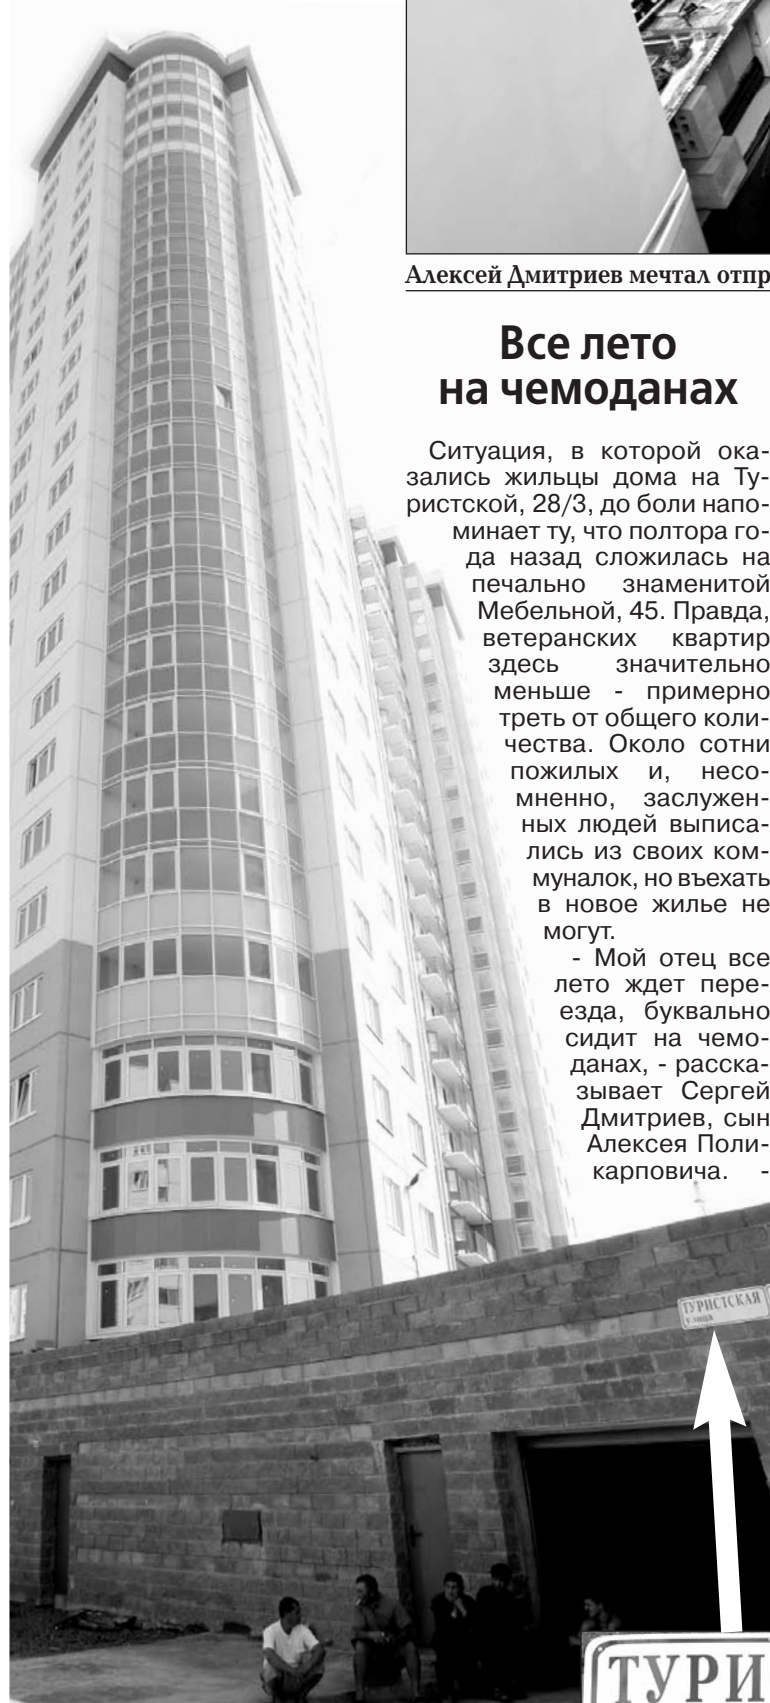 Алексей Дмитриев мечтал отпр
Все лето
на чемоданах
Ситуация, в которой ока-
зались жильцы дома на Ту-
ристской, 28/3, до боли напо-
минает ту, что полтора го-
да назад сложилась на
печально знаменитой
Мебельной, 45. Правда,
ветеранских квартир
здесь значительно
меньше - примерно
треть от общего коли-
чества. Около сотни
пожилых и, несо-
мненно, заслужен-
ных людей выписа-
лись из своих ком-
муналок, но въехать
в новое жилье не
могут.
- Мой отец все
лето ждет пере-
езда, буквально
сидит на чемо-
данах, - расска-
зывает Сергей
Дмитриев, сын
Алексея Поли-
карповича. -
ТУРИСТСКАЯ
улица
ТУРИ